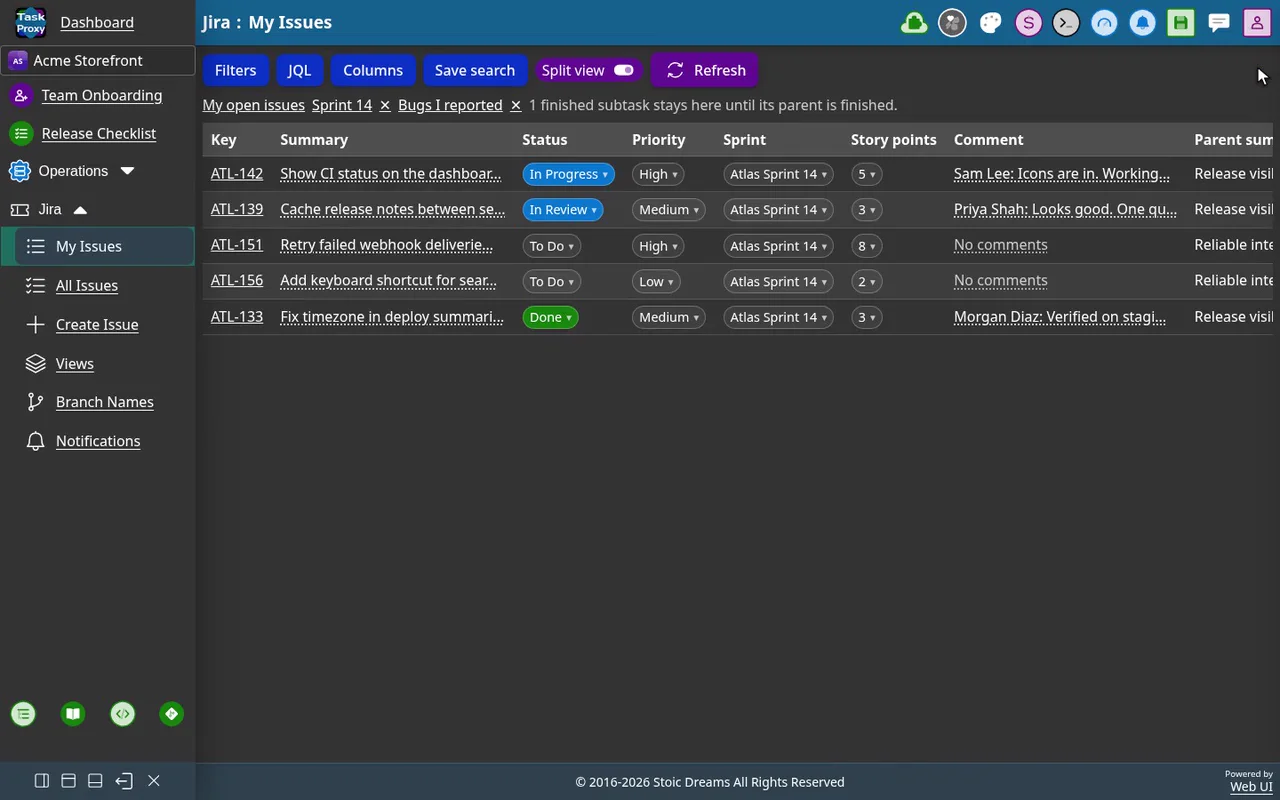 Task Proxy Dashboard
Jira : My Issues
S
AS Acme Storefront
Team Onboarding
Release Checklist
Operations
Jira
My Issues
All Issues
Create Issue
Views
Branch Names
Notifications
Filters JQL Columns Save search Split view Refresh
My open issues Sprint 14 × Bugs I reported × 1 finished subtask stays here until its parent is finished.
Key Summary Status Priority Sprint Story points Comment Parent sum
ATL-142 Show CI status on the dashboar... In Progress ▾ High ▾ Atlas Sprint 14 ▾ 5 ▾ Sam Lee: Icons are in. Working... Release visil
ATL-139 Cache release notes between se... In Review ▾ Medium ▾ Atlas Sprint 14 ▾ 3 ▾ Priya Shah: Looks good. One qu... Release visil
ATL-151 Retry failed webhook deliverie... To Do ▾ High ▾ Atlas Sprint 14 ▾ 8 ▾ No comments Reliable inte
ATL-156 Add keyboard shortcut for sear... To Do ▾ Low ▾ Atlas Sprint 14 ▾ 2 ▾ No comments Reliable inte
ATL-133 Fix timezone in deploy summari... Done ▾ Medium ▾ Atlas Sprint 14 ▾ 3 ▾ Morgan Diaz: Verified on stagi... Release visil
© 2016-2026 Stoic Dreams All Rights Reserved
Powered by
Web UI